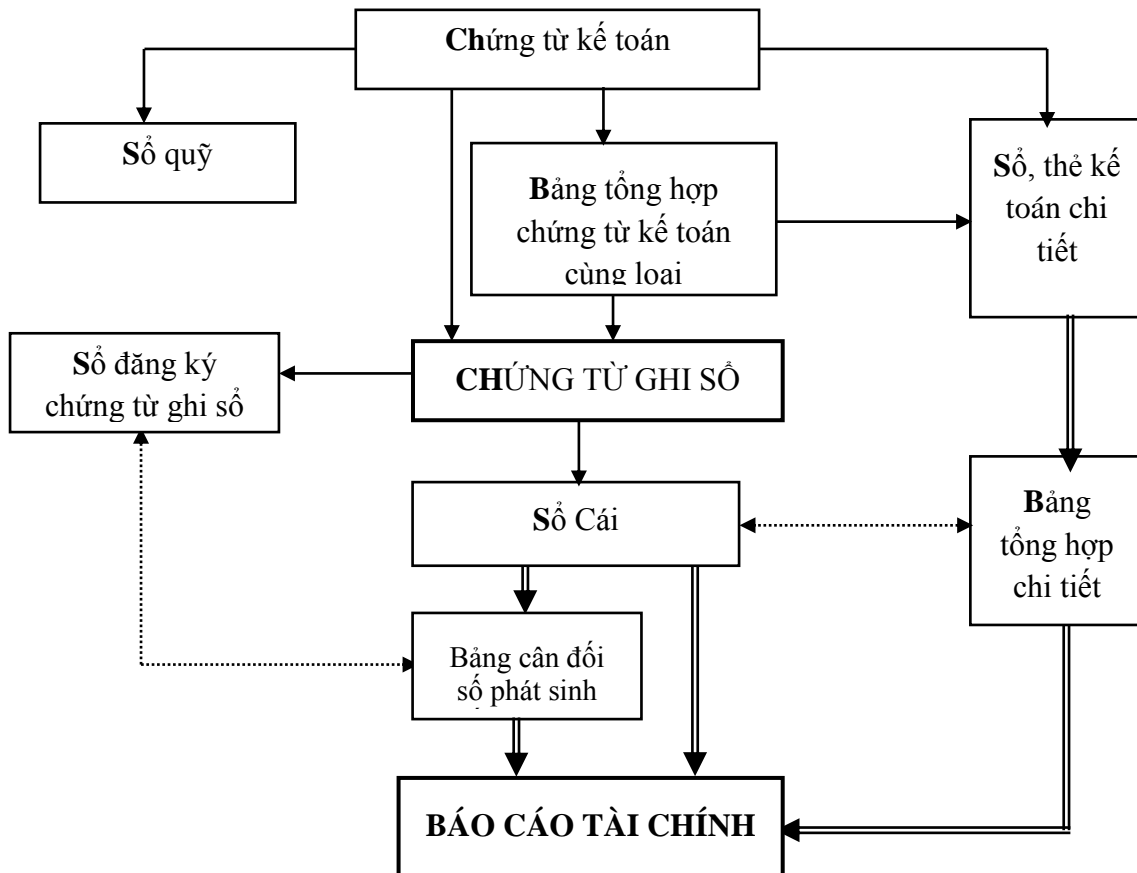 Chứng từ kế toán
Sổ quỹ
Bảng tổng hợp
chứng từ kế toán
cùng loại
Sổ, thẻ kế
toán chi
tiết
Sổ đăng ký
chứng từ ghi sổ
CHỨNG TỪ GHI SỔ
Sổ Cái
Bảng
tổng hợp
chi tiết
Bảng cân đối
số phát sinh
BÁO CÁO TÀI CHÍNH